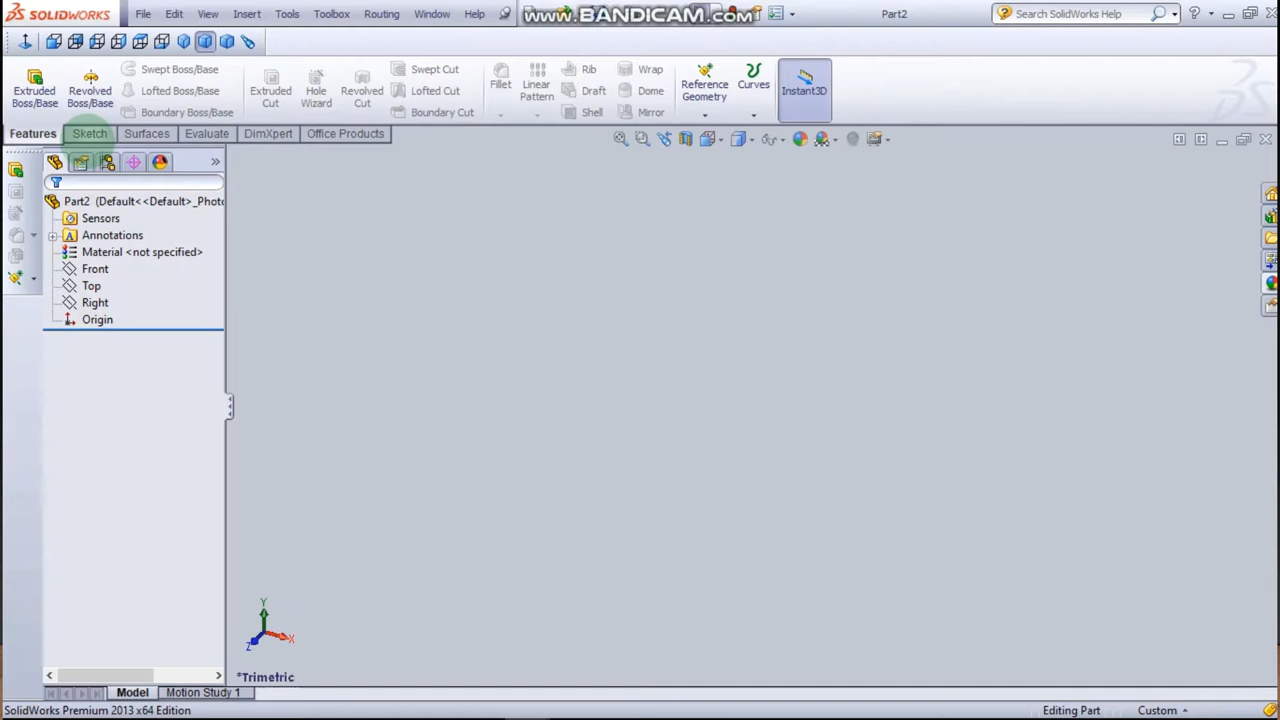 SOLIDWORKS File Edit View Insert Tools Toolbox Routing Window Help www.BANDICAM.com Part2 Search SolidWorks Help
Extruded Boss/Base
Revolved Boss/Base
Swept Boss/Base
Lofted Boss/Base
Boundary Boss/Base
Extruded Cut
Hole Wizard
Revolved Cut
Swept Cut
Lofted Cut
Boundary Cut
Fillet
Linear Pattern
Rib
Draft
Shell
Wrap
Dome
Mirror
Reference Geometry
Curves
Instant3D
Features Sketch Surfaces Evaluate DimXpert Office Products
Part2 (Default<<Default>_Photo
Sensors
Annotations
Material <not specified>
Front
Top
Right
Origin
Y
X
Z
*Trimetric
Model Motion Study 1
SolidWorks Premium 2013 x64 Edition Editing Part Custom